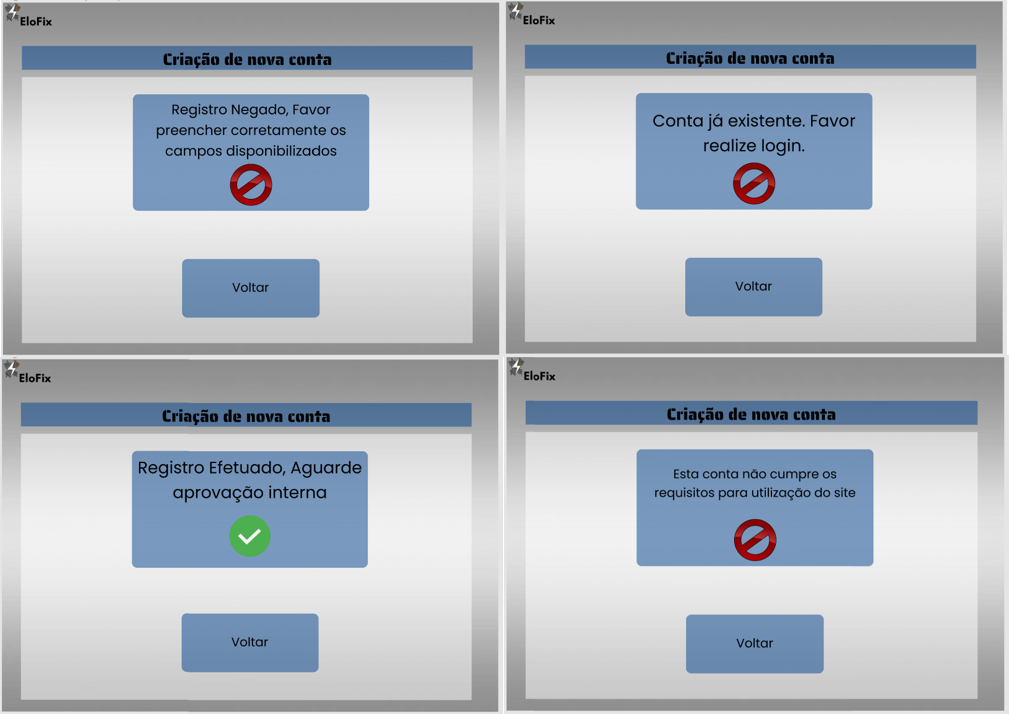 EloFix
Criação de nova conta
Registro Negado, Favor
preencher corretamente os
campos disponibilizados
Voltar
EloFix
Criação de nova conta
Conta já existente. Favor
realize login.
Voltar
EloFix
Criação de nova conta
Registro Efetuado, Aguarde
aprovação interna
Voltar
EloFix
Criação de nova conta
Esta conta não cumpre os
requisitos para utilização do site
Voltar